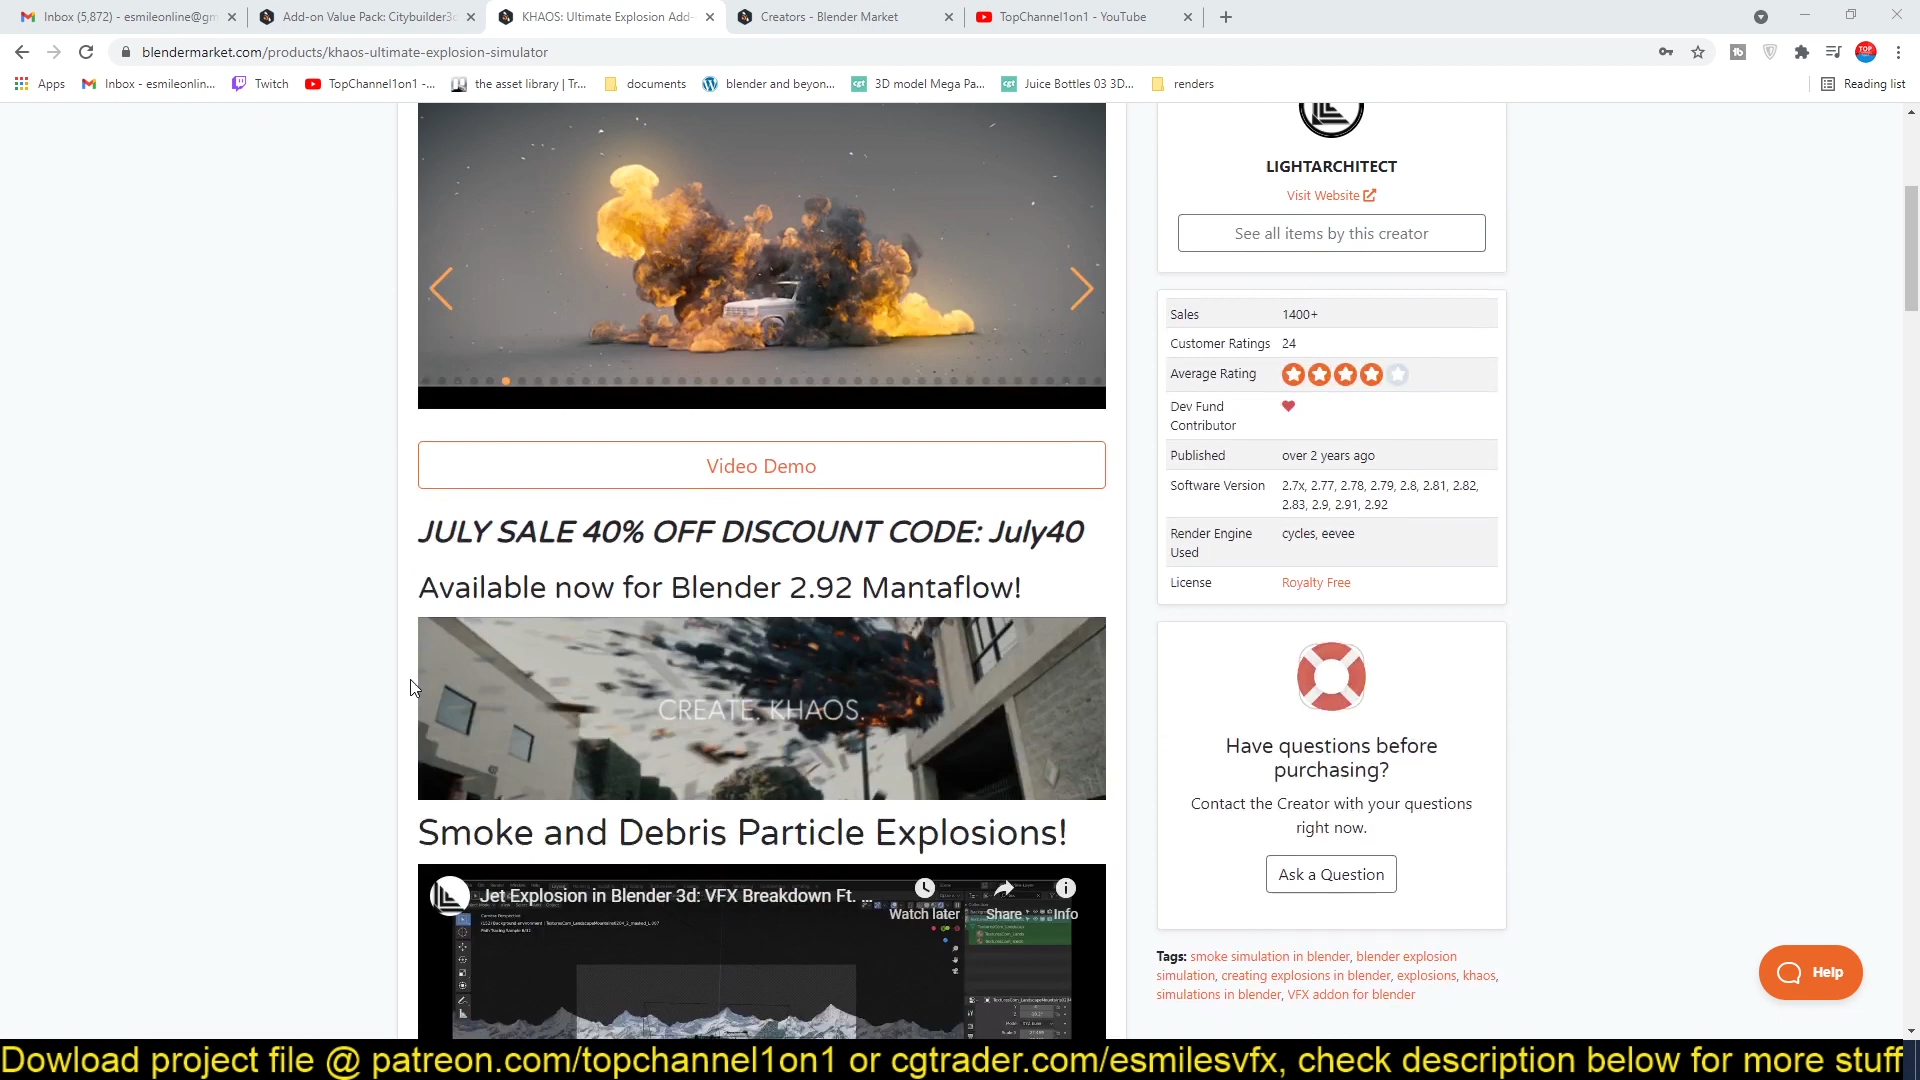 Inbox (5,872) - esmileonline@gm
Add-on Value Pack: Citybuilder3
KHAOS: Ultimate Explosion Add-
Creators - Blender Market
TopChannel1on1 - YouTube
blendermarket.com/products/khaos-ultimate-explosion-simulator
Apps
Inbox - esmileonlin...
Twitch
TopChannel1on1 -...
the asset library | Tr...
documents
blender and beyon...
3D model Mega Pa...
Juice Bottles 03 3D...
renders
Reading list
LIGHTARCHITECT
Visit Website
See all items by this creator
Sales 1400+
Customer Ratings 24
Average Rating
Dev Fund
Contributor
Published over 2 years ago
Software Version 2.7x, 2.77, 2.78, 2.79, 2.8, 2.81, 2.82,
2.83, 2.9, 2.91, 2.92
Render Engine cycles, eevee
Used
License Royalty Free
Video Demo
JULY SALE 40% OFF DISCOUNT CODE: July40
Available now for Blender 2.92 Mantaflow!
CREATE. KHAOS.
Smoke and Debris Particle Explosions!
Jet Explosion in Blender 3d: VFX Breakdown Ft. ...
Watch later
Share
Info
Have questions before
purchasing?
Contact the Creator with your questions
right now.
Ask a Question
Tags: smoke simulation in blender, blender explosion
simulation, creating explosions in blender, explosions, khaos,
simulations in blender, VFX addon for blender
Help
Dowload project file @ patreon.com/topchannel1on1 or cgtrader.com/esmilesvfx, check description below for more stuff